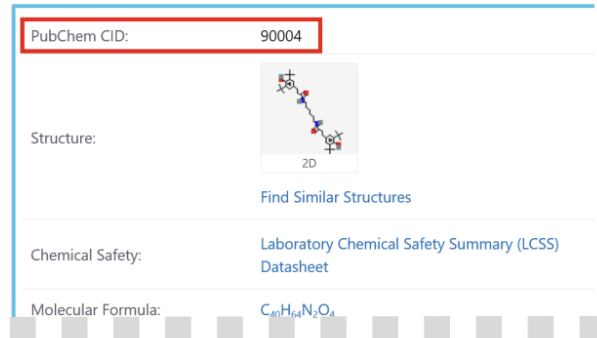 PubChem CID: 90004
Structure:
2D
Find Similar Structures
Chemical Safety: Laboratory Chemical Safety Summary (LCSS)
Datasheet
Molecular Formula: C₄₀H₆₄N₂O₄